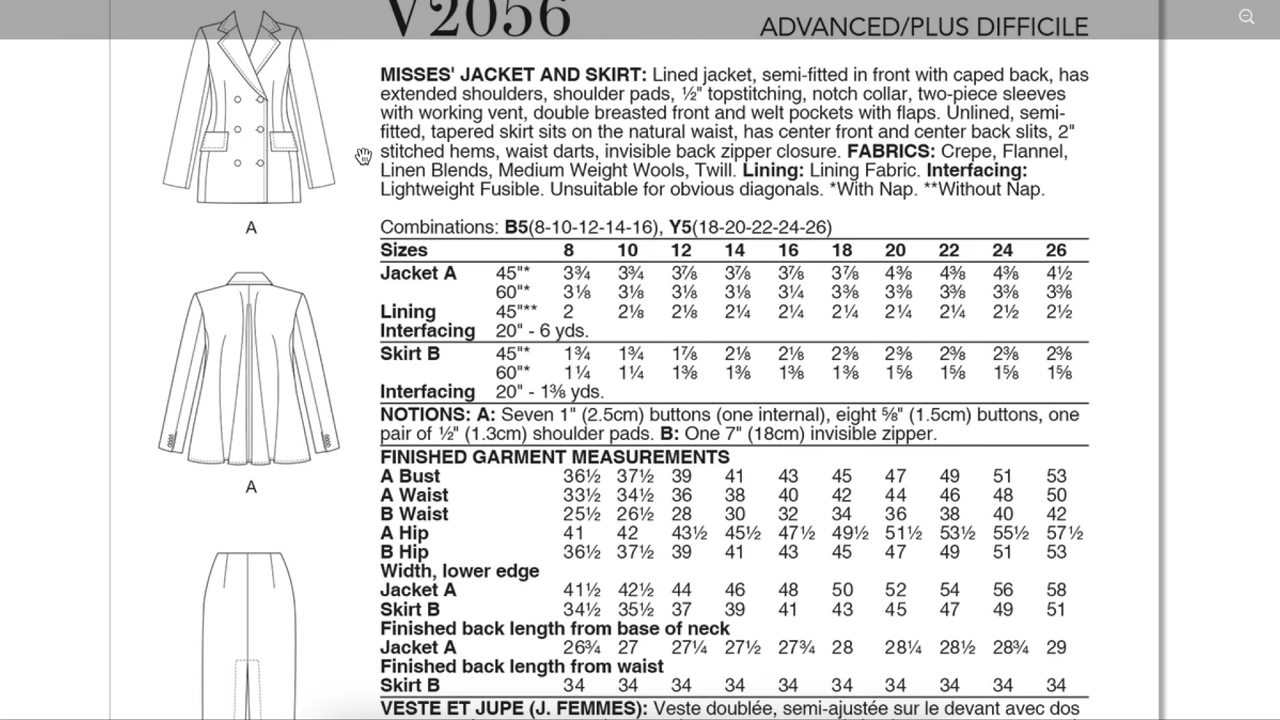 V2056
ADVANCED/PLUS DIFFICILE
MISSES' JACKET AND SKIRT: Lined jacket, semi-fitted in front with caped back, has
extended shoulders, shoulder pads, ½" topstitching, notch collar, two-piece sleeves
with working vent, double breasted front and welt pockets with flaps. Unlined, semi-
fitted, tapered skirt sits on the natural waist, has center front and center back slits, 2"
stitched hems, waist darts, invisible back zipper closure. FABRICS: Crepe, Flannel,
Linen Blends, Medium Weight Wools, Twill. Lining: Lining Fabric. Interfacing:
Lightweight Fusible. Unsuitable for obvious diagonals. *With Nap. **Without Nap.
Combinations: B5(8-10-12-14-16), Y5(18-20-22-24-26)
Sizes 8 10 12 14 16 18 20 22 24 26
Jacket A 45"* 3¾ 3¾ 3⅞ 3⅞ 3⅞ 3⅞ 4⅜ 4⅜ 4⅜ 4½
60"* 3⅛ 3⅛ 3⅛ 3⅛ 3¼ 3⅜ 3⅜ 3⅜ 3⅜ 3⅜
Lining 45"** 2 2⅛ 2⅛ 2¼ 2¼ 2¼ 2¼ 2¼ 2½ 2½
Interfacing 20" - 6 yds.
Skirt B 45"* 1¾ 1¾ 1⅞ 2⅛ 2⅛ 2⅜ 2⅜ 2⅜ 2⅜ 2⅜
60"* 1¼ 1¼ 1⅜ 1⅜ 1⅜ 1⅜ 1⅝ 1⅝ 1⅝ 1⅝
Interfacing 20" - 1⅜ yds.
NOTIONS: A: Seven 1" (2.5cm) buttons (one internal), eight ⅝" (1.5cm) buttons, one
pair of ½" (1.3cm) shoulder pads. B: One 7" (18cm) invisible zipper.
FINISHED GARMENT MEASUREMENTS
A Bust 36½ 37½ 39 41 43 45 47 49 51 53
A Waist 33½ 34½ 36 38 40 42 44 46 48 50
B Waist 25½ 26½ 28 30 32 34 36 38 40 42
A Hip 41 42 43½ 45½ 47½ 49½ 51½ 53½ 55½ 57½
B Hip 36½ 37½ 39 41 43 45 47 49 51 53
Width, lower edge
Jacket A 41½ 42½ 44 46 48 50 52 54 56 58
Skirt B 34½ 35½ 37 39 41 43 45 47 49 51
Finished back length from base of neck
Jacket A 26¾ 27 27¼ 27½ 27¾ 28 28¼ 28½ 28¾ 29
Finished back length from waist
Skirt B 34 34 34 34 34 34 34 34 34 34
VESTE ET JUPE (J. FEMMES): Veste doublée, semi-ajustée sur le devant avec dos
A
A